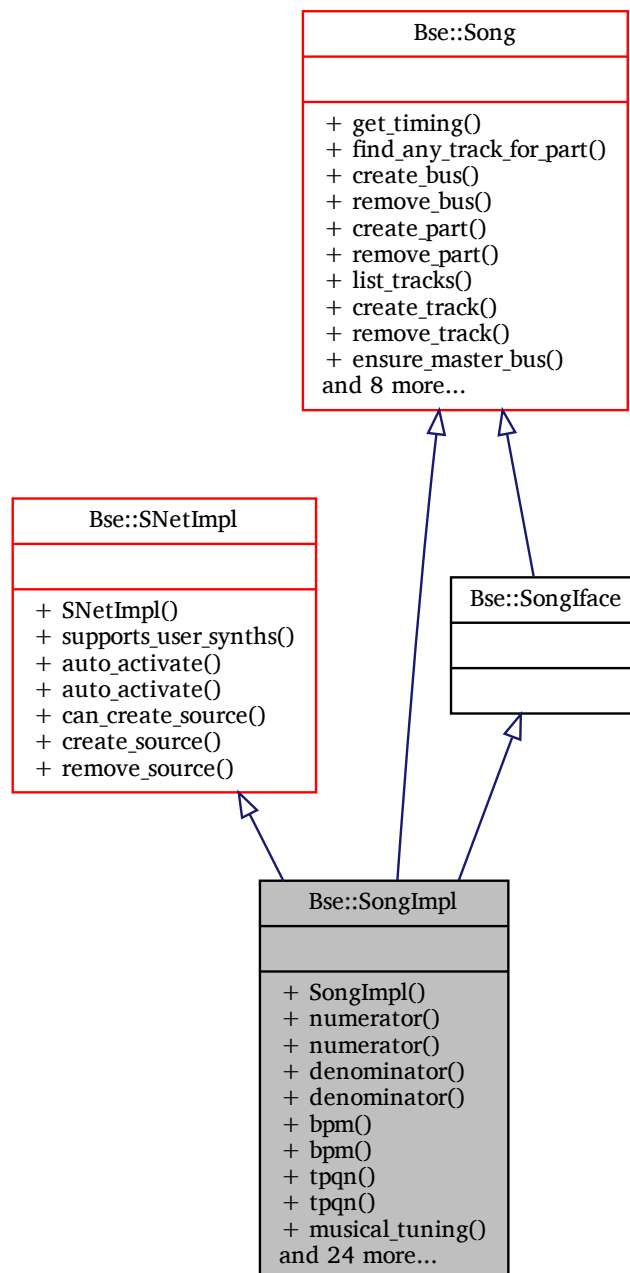 Bse::Song
+ get_timing()
+ find_any_track_for_part()
+ create_bus()
+ remove_bus()
+ create_part()
+ remove_part()
+ list_tracks()
+ create_track()
+ remove_track()
+ ensure_master_bus()
and 8 more...
Bse::SNetImpl
+ SNetImpl()
+ supports_user_synths()
+ auto_activate()
+ auto_activate()
+ can_create_source()
+ create_source()
+ remove_source()
Bse::SongIface
Bse::SongImpl
+ SongImpl()
+ numerator()
+ numerator()
+ denominator()
+ denominator()
+ bpm()
+ bpm()
+ tpqn()
+ tpqn()
+ musical_tuning()
and 24 more...